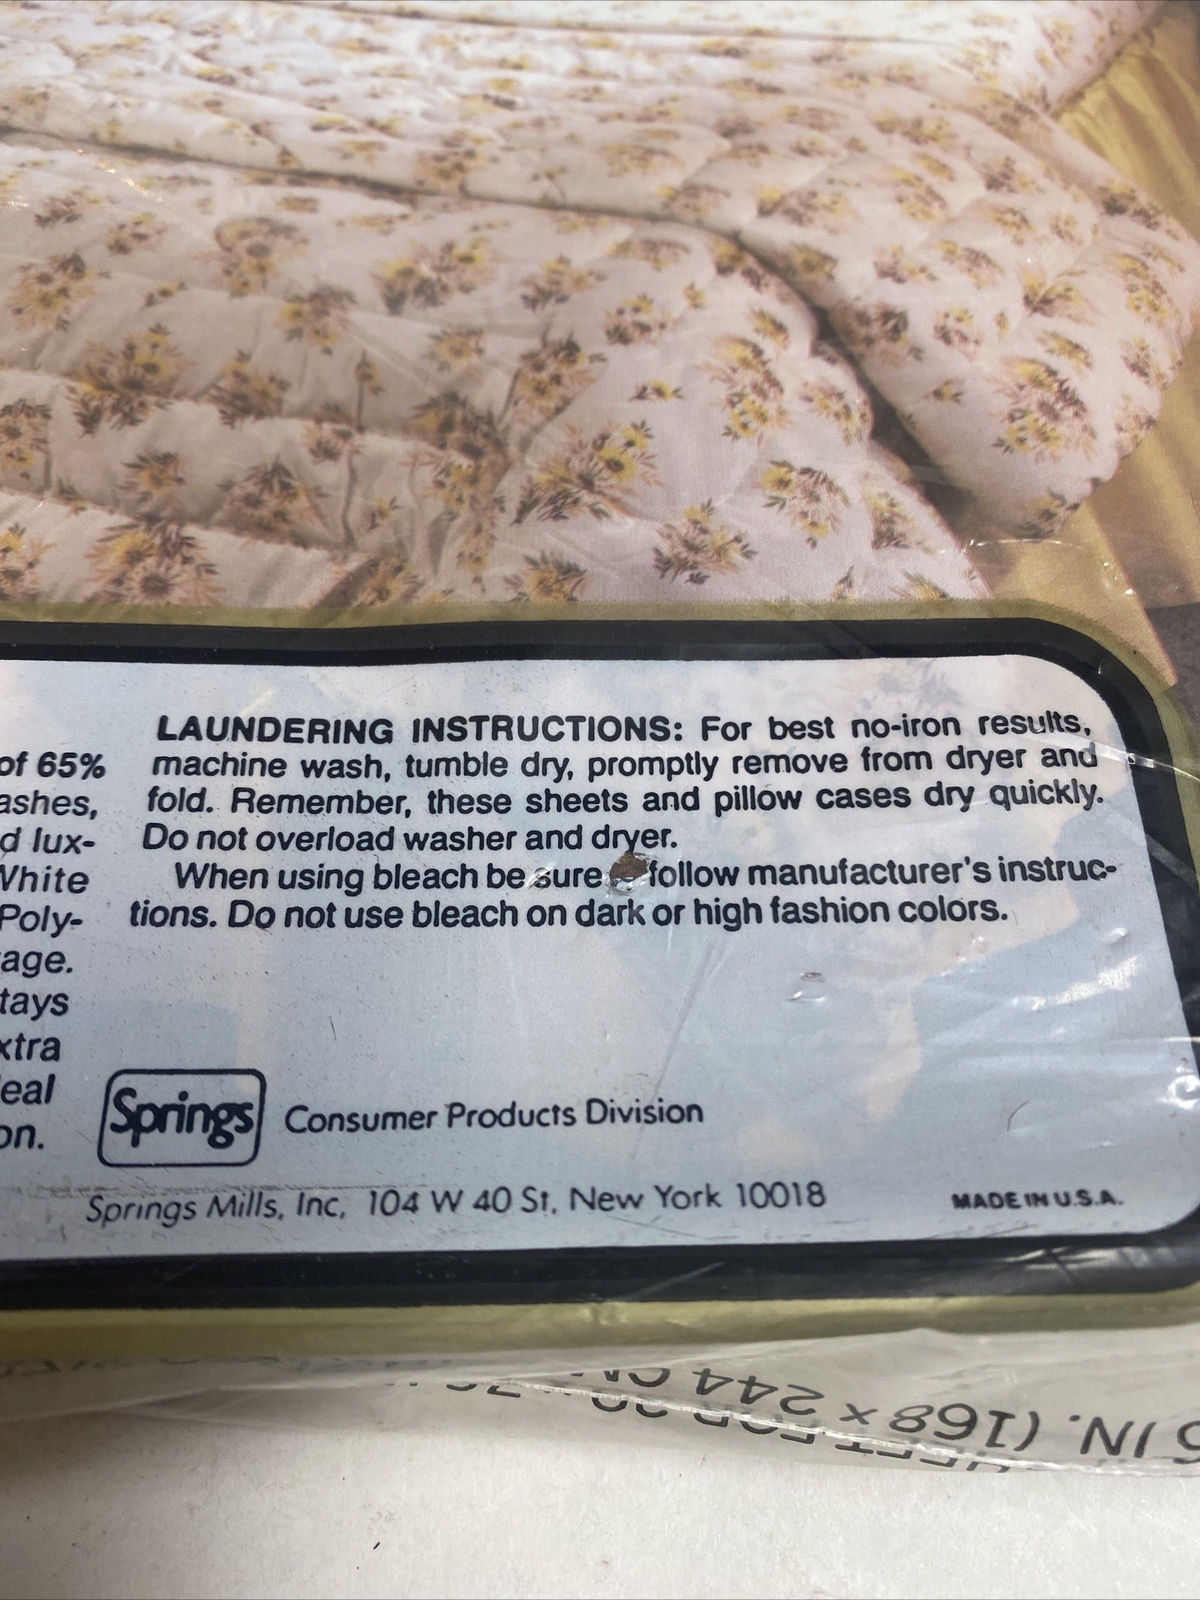 of 65%
ashes,
d lux-
White
Poly-
age.
tays
xtra
eal
on.
LAUNDERING INSTRUCTIONS: For best no-iron results,
machine wash, tumble dry, promptly remove from dryer and
fold. Remember, these sheets and pillow cases dry quickly.
Do not overload washer and dryer.
When using bleach be sure follow manufacturer's instruc-
tions. Do not use bleach on dark or high fashion colors.
Springs Consumer Products Division
Springs Mills, Inc, 104 W 40 St, New York 10018
MADE IN U.S.A.
IN. (168 x 244 CM